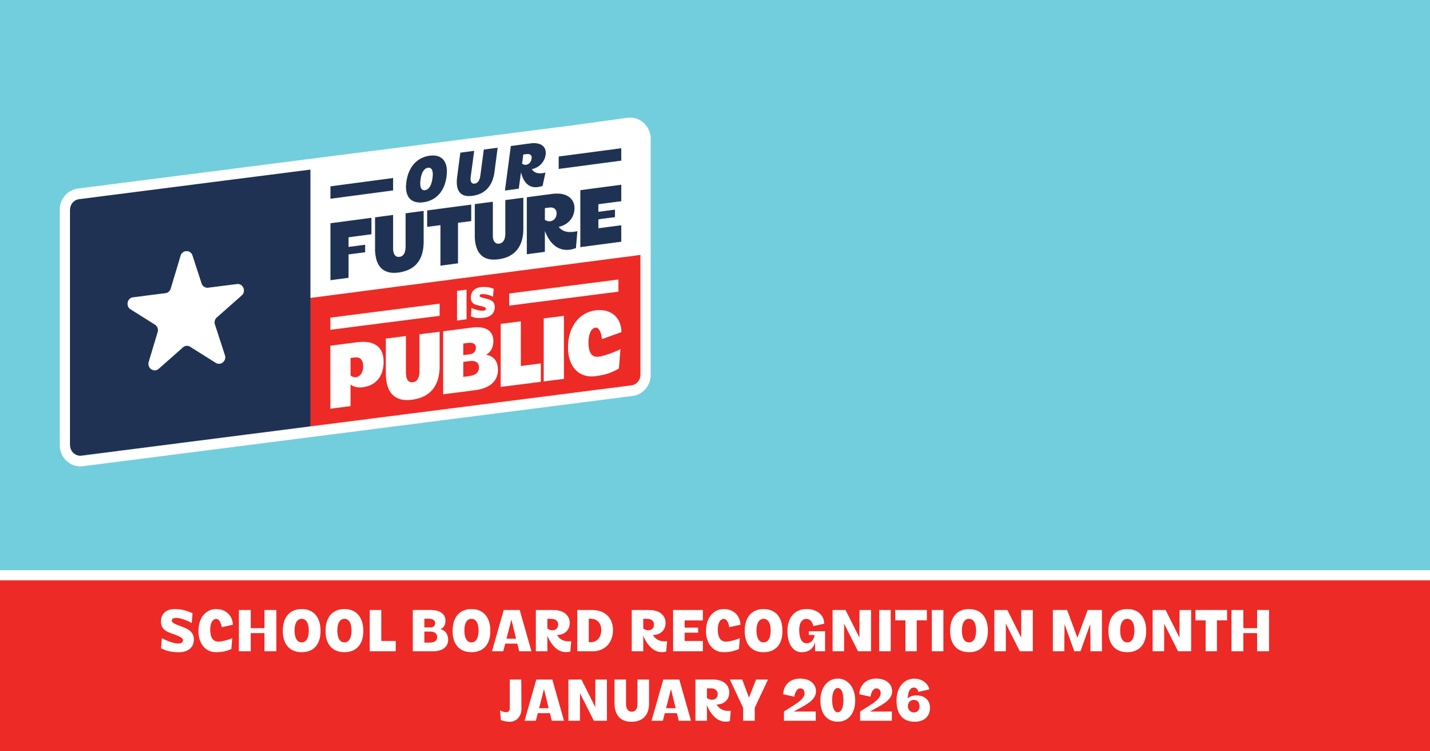 OUR
FUTURE
IS
PUBLIC
SCHOOL BOARD RECOGNITION MONTH
JANUARY 2026